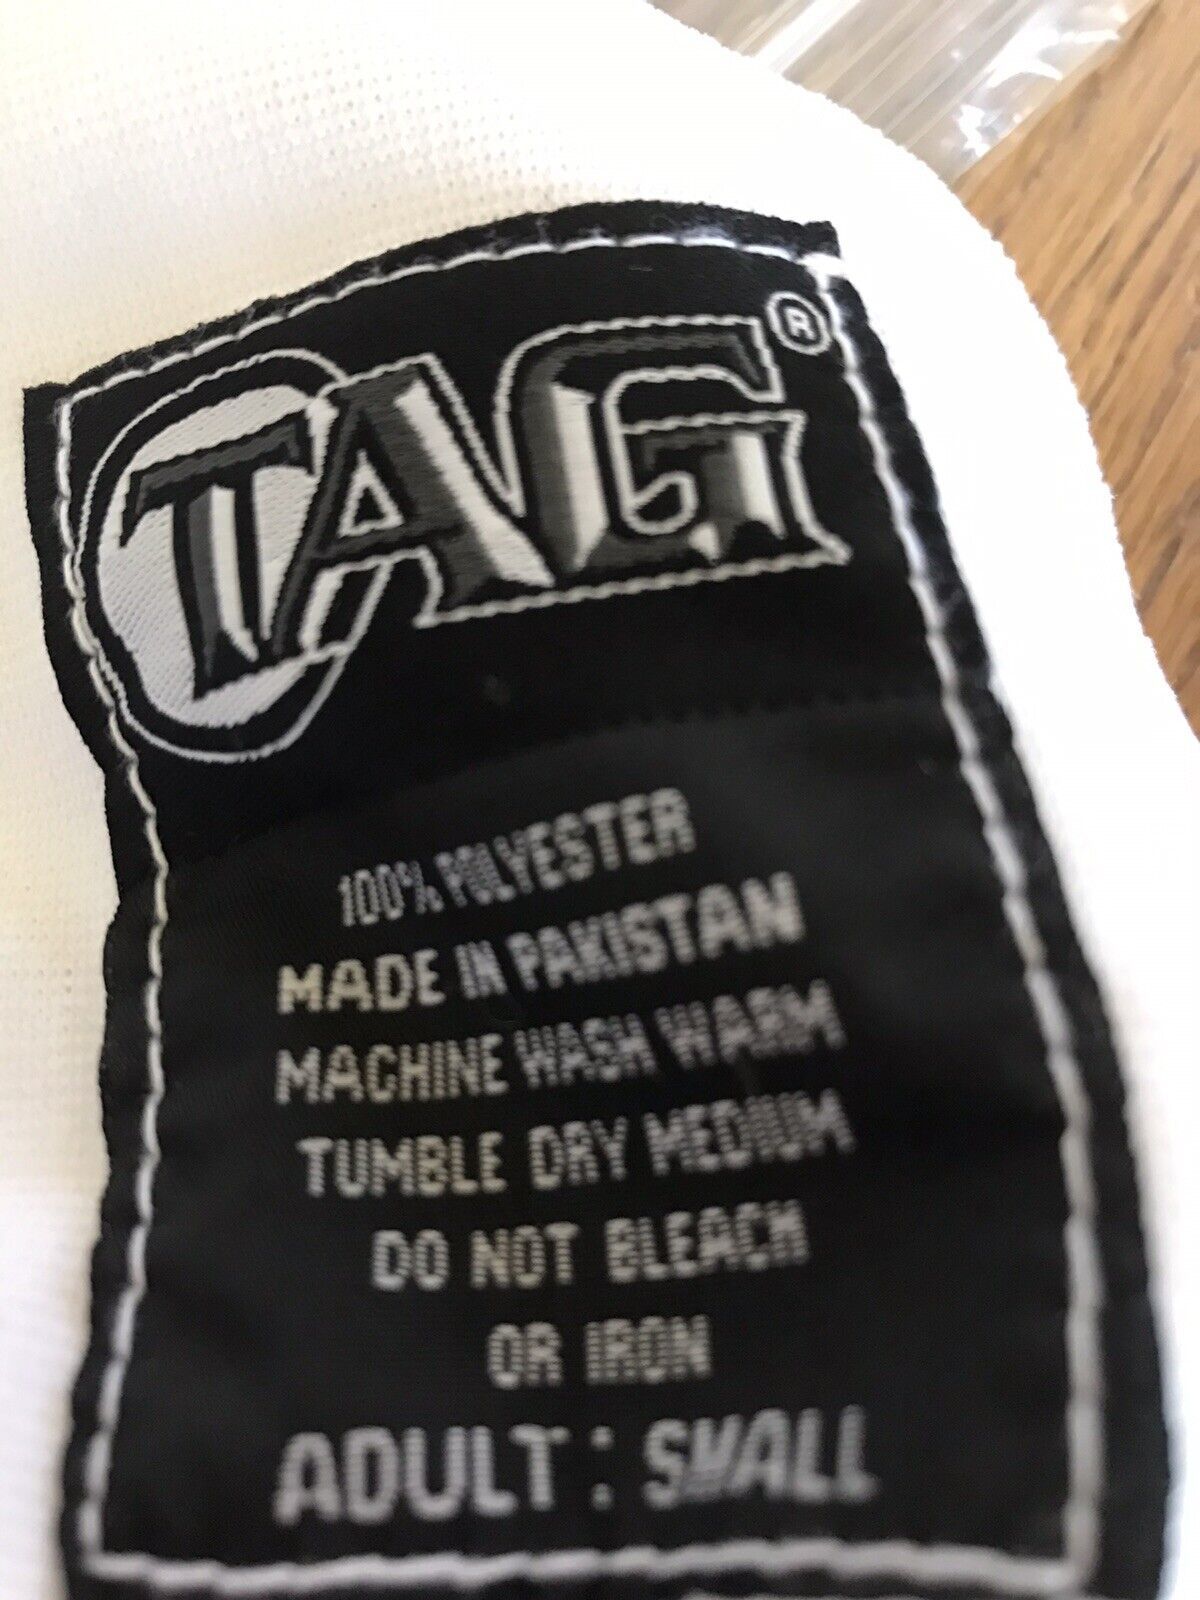 TAG®
100% POLYESTER
MADE IN PAKISTAN
MACHINE WASH WARM
TUMBLE DRY MEDIUM
DO NOT BLEACH
OR IRON
ADULT : SMALL